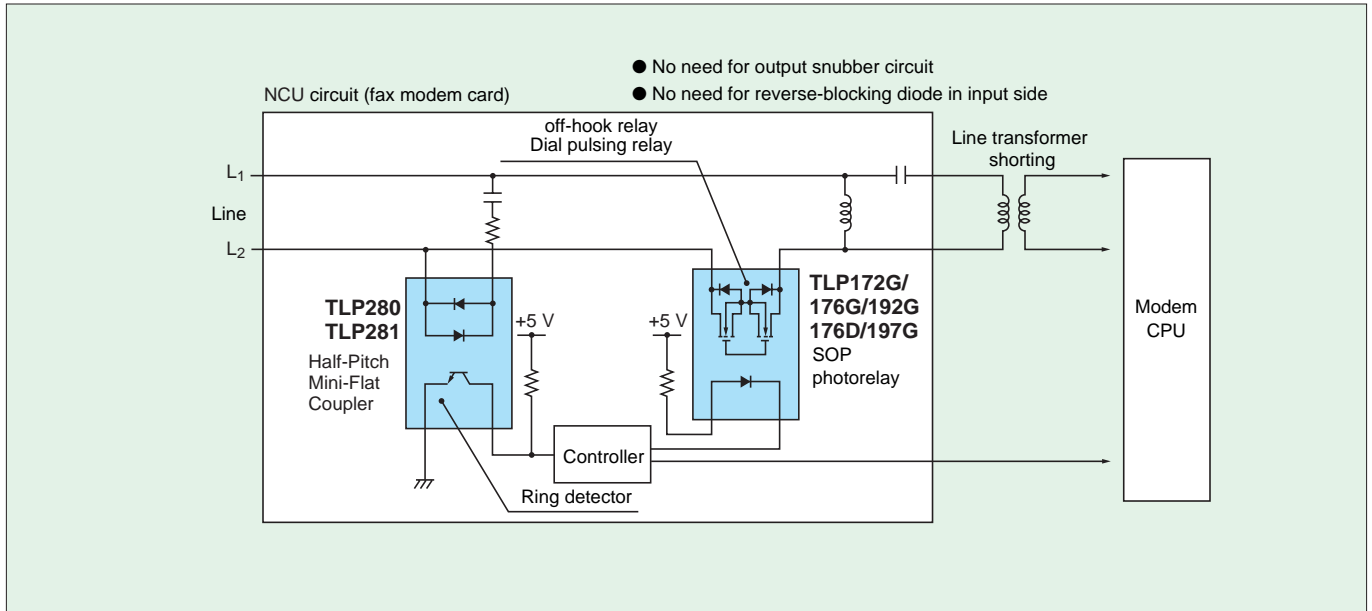 ● No need for output snubber circuit
NCU circuit (fax modem card)
● No need for reverse-blocking diode in input side
off-hook relay
Dial pulsing relay
Line transformer
shorting
L1
Line
L2
TLP280
TLP281
Half-Pitch
Mini-Flat
Coupler
+5 V
+5 V
TLP172G/
176G/192G
176D/197G
SOP
photorelay
Modem
CPU
Controller
Ring detector